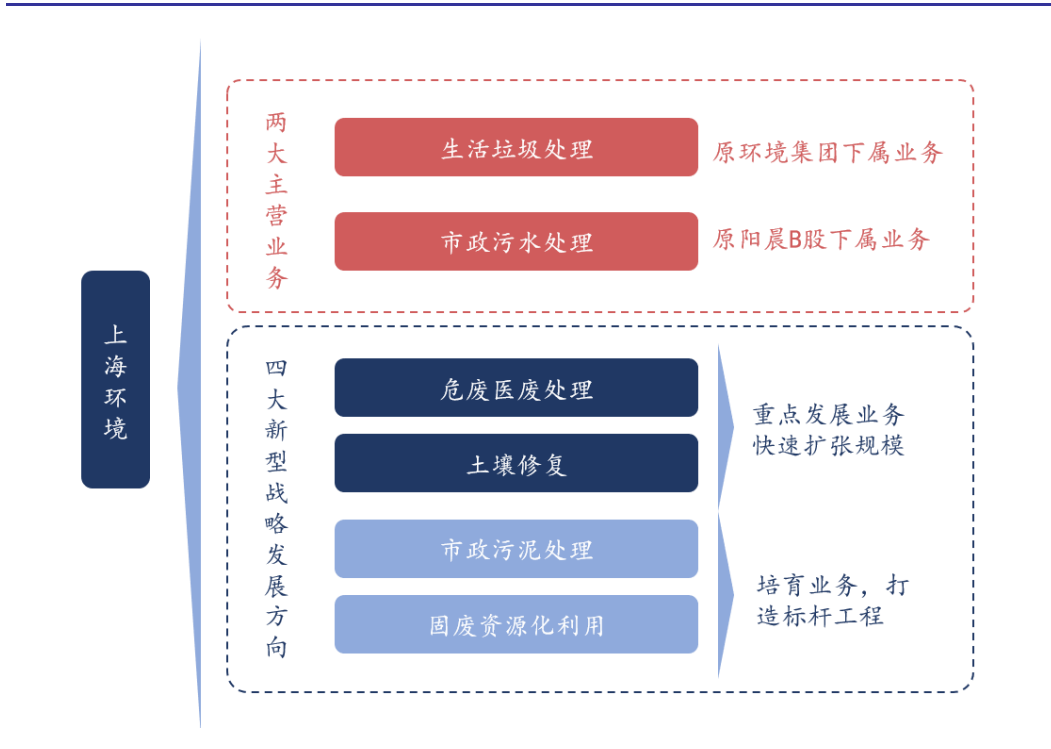 上海环境
两大主营业务
生活垃圾处理
原环境集团下属业务
市政污水处理
原阳晨B股下属业务
四大新型战略发展方向
危废医废处理
土壤修复
重点发展业务
快速扩张规模
市政污泥处理
固废资源化利用
培育业务，打
造标杆工程